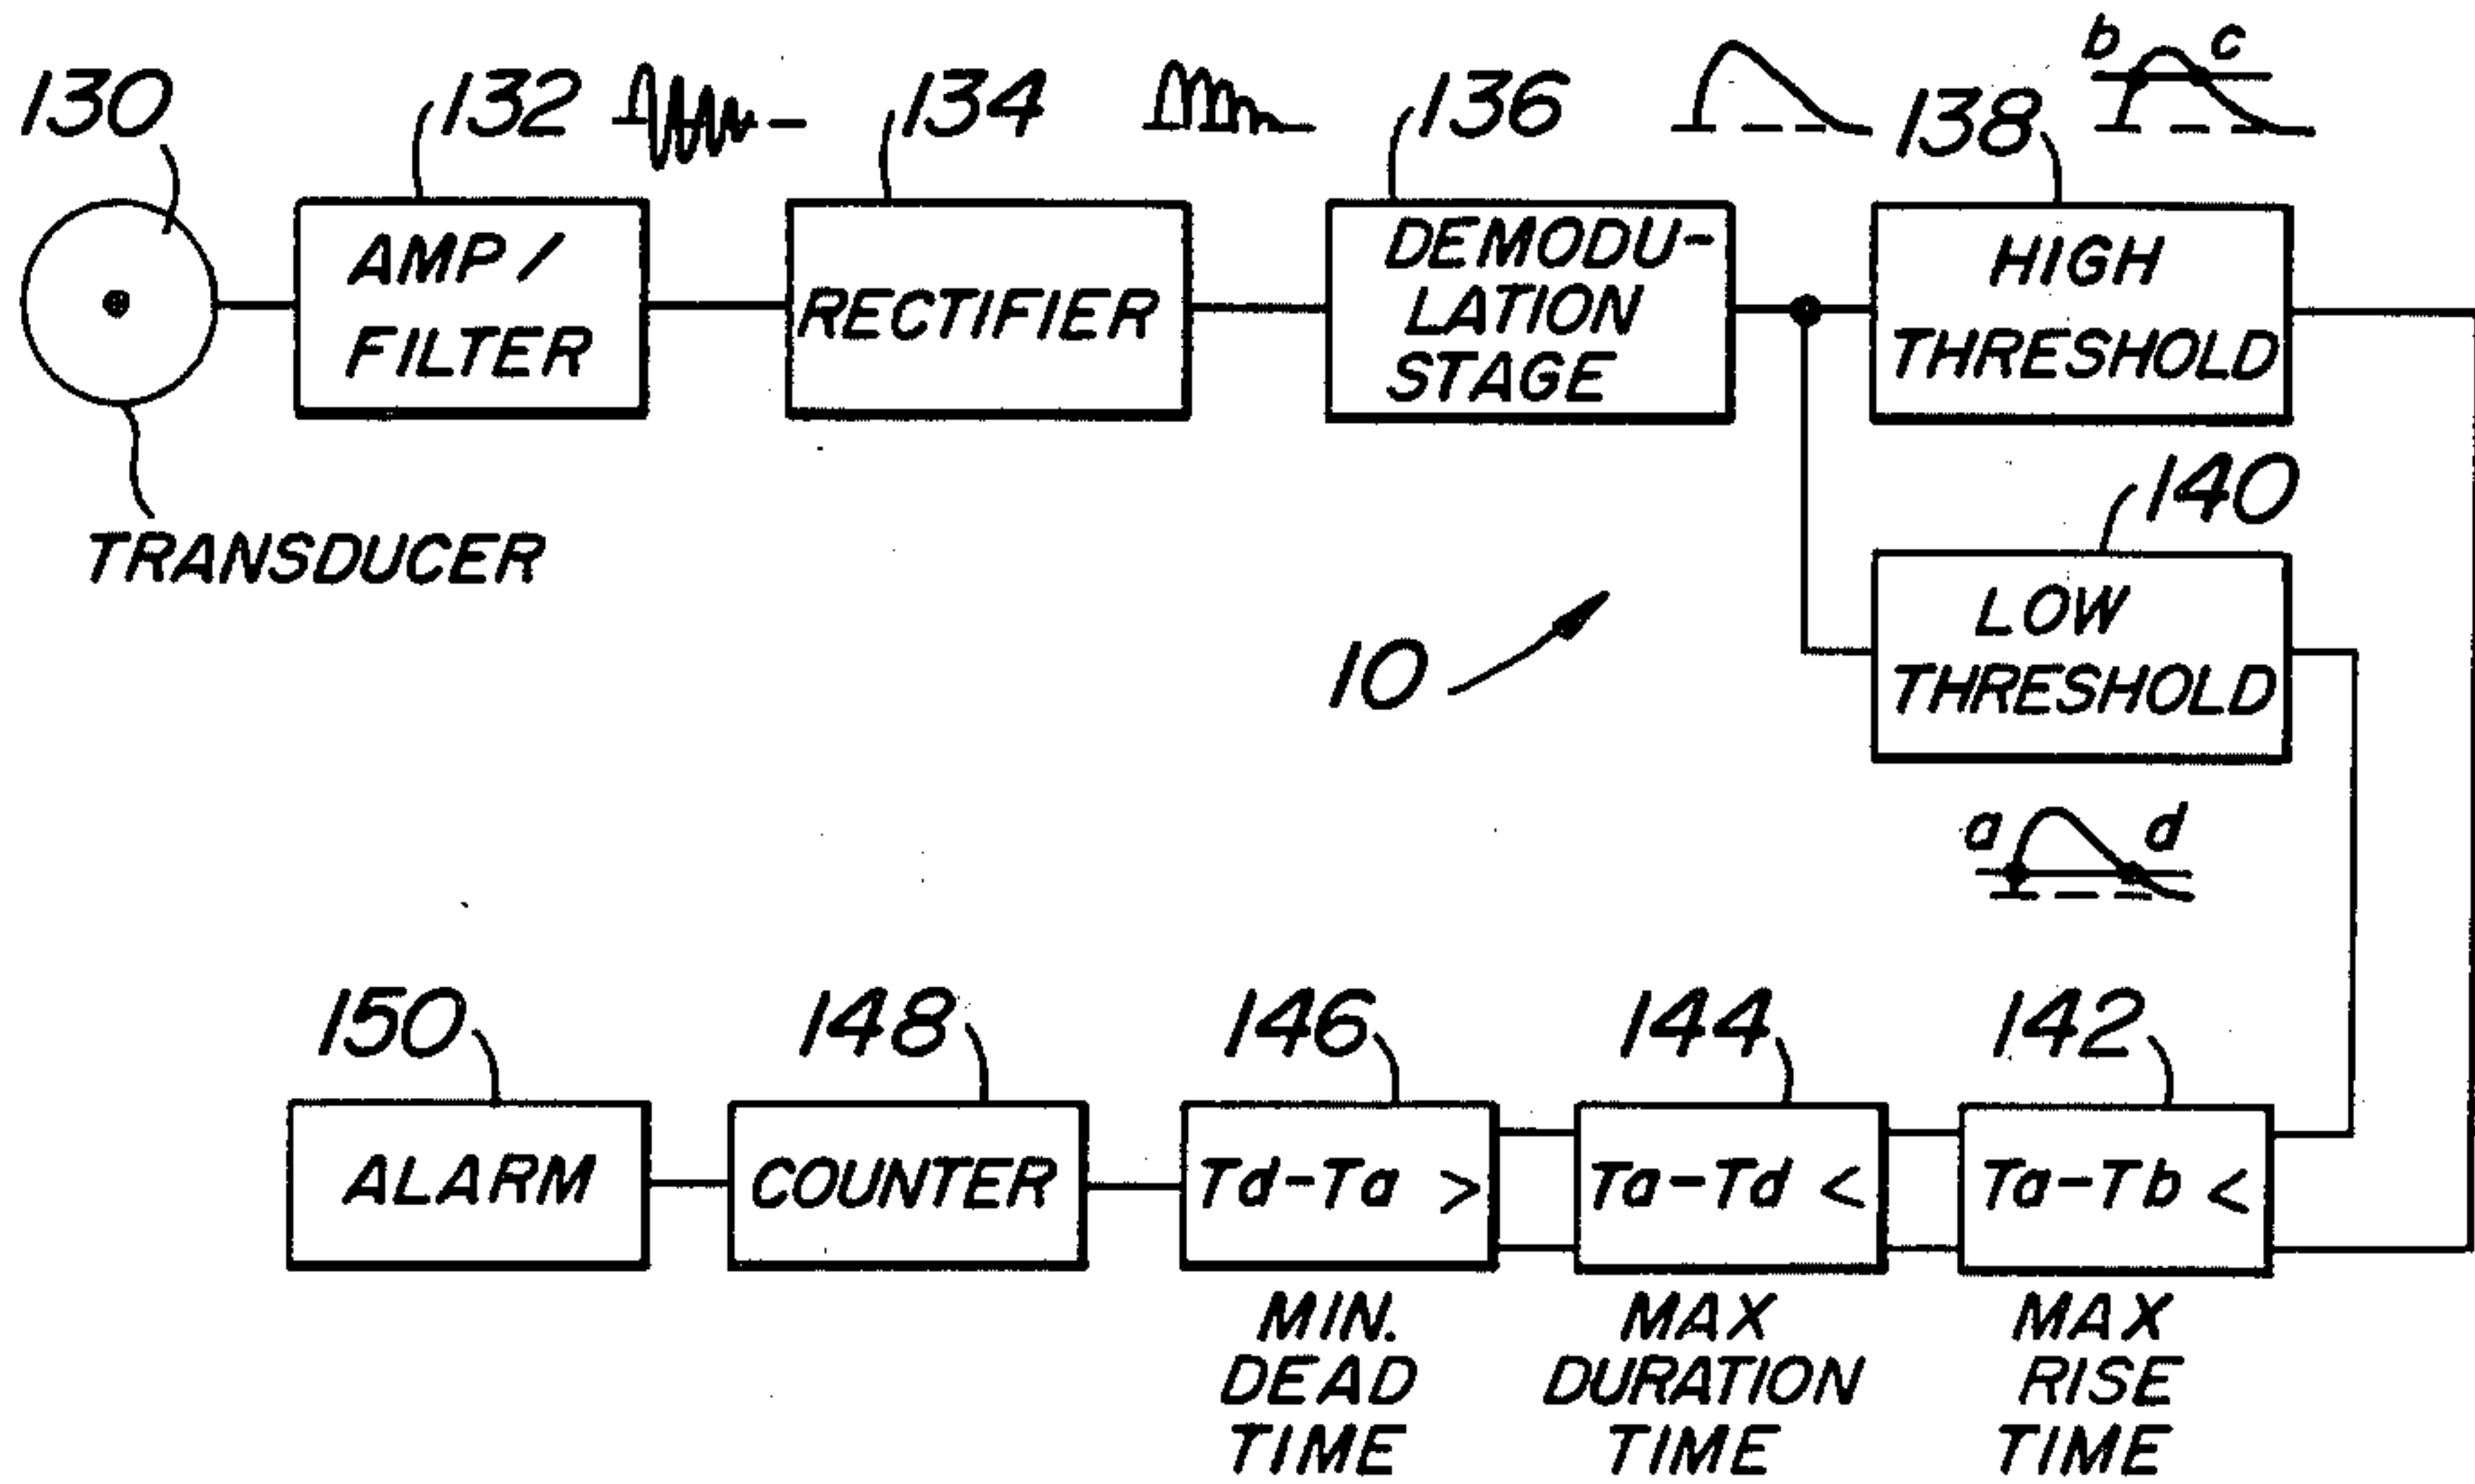 130
132
134
136
138
b c
AMP/
FILTER
RECTIFIER
DEMODU-
LATION
STAGE
HIGH
THRESHOLD
TRANSDUCER
140
LOW
THRESHOLD
10
a d
150
148
146
144
142
ALARM
COUNTER
Td-Ta >
Ta-Td <
Ta-Tb <
MIN.
DEAD
TIME
MAX
DURATION
TIME
MAX
RISE
TIME